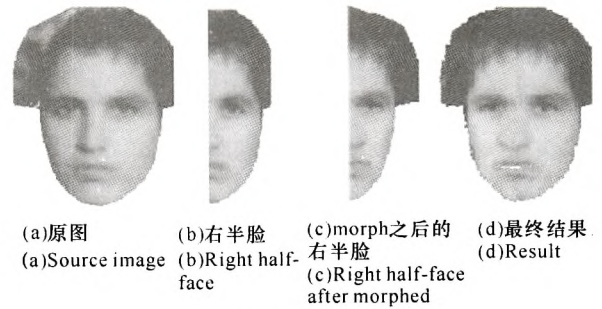 (a)原图
(a)Source image
(b)右半脸
(b)Right half-
face
(c)morph之后的
右半脸
(c)Right half-face
after morphed
(d)最终结果
(d)Result